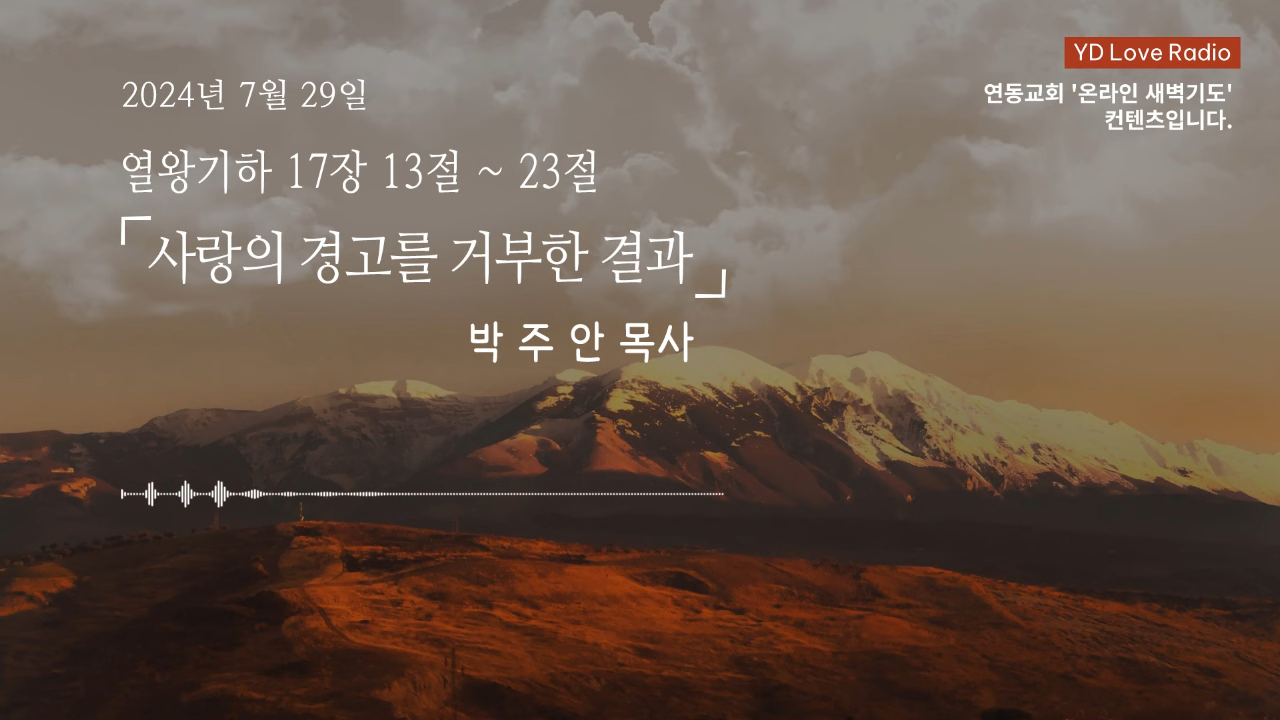 YD Love Radio
연동교회 '온라인 새벽기도'
컨텐츠입니다.
2024년 7월 29일
열왕기하 17장 13절 ~ 23절
「사랑의 경고를 거부한 결과」
박 주 안 목사